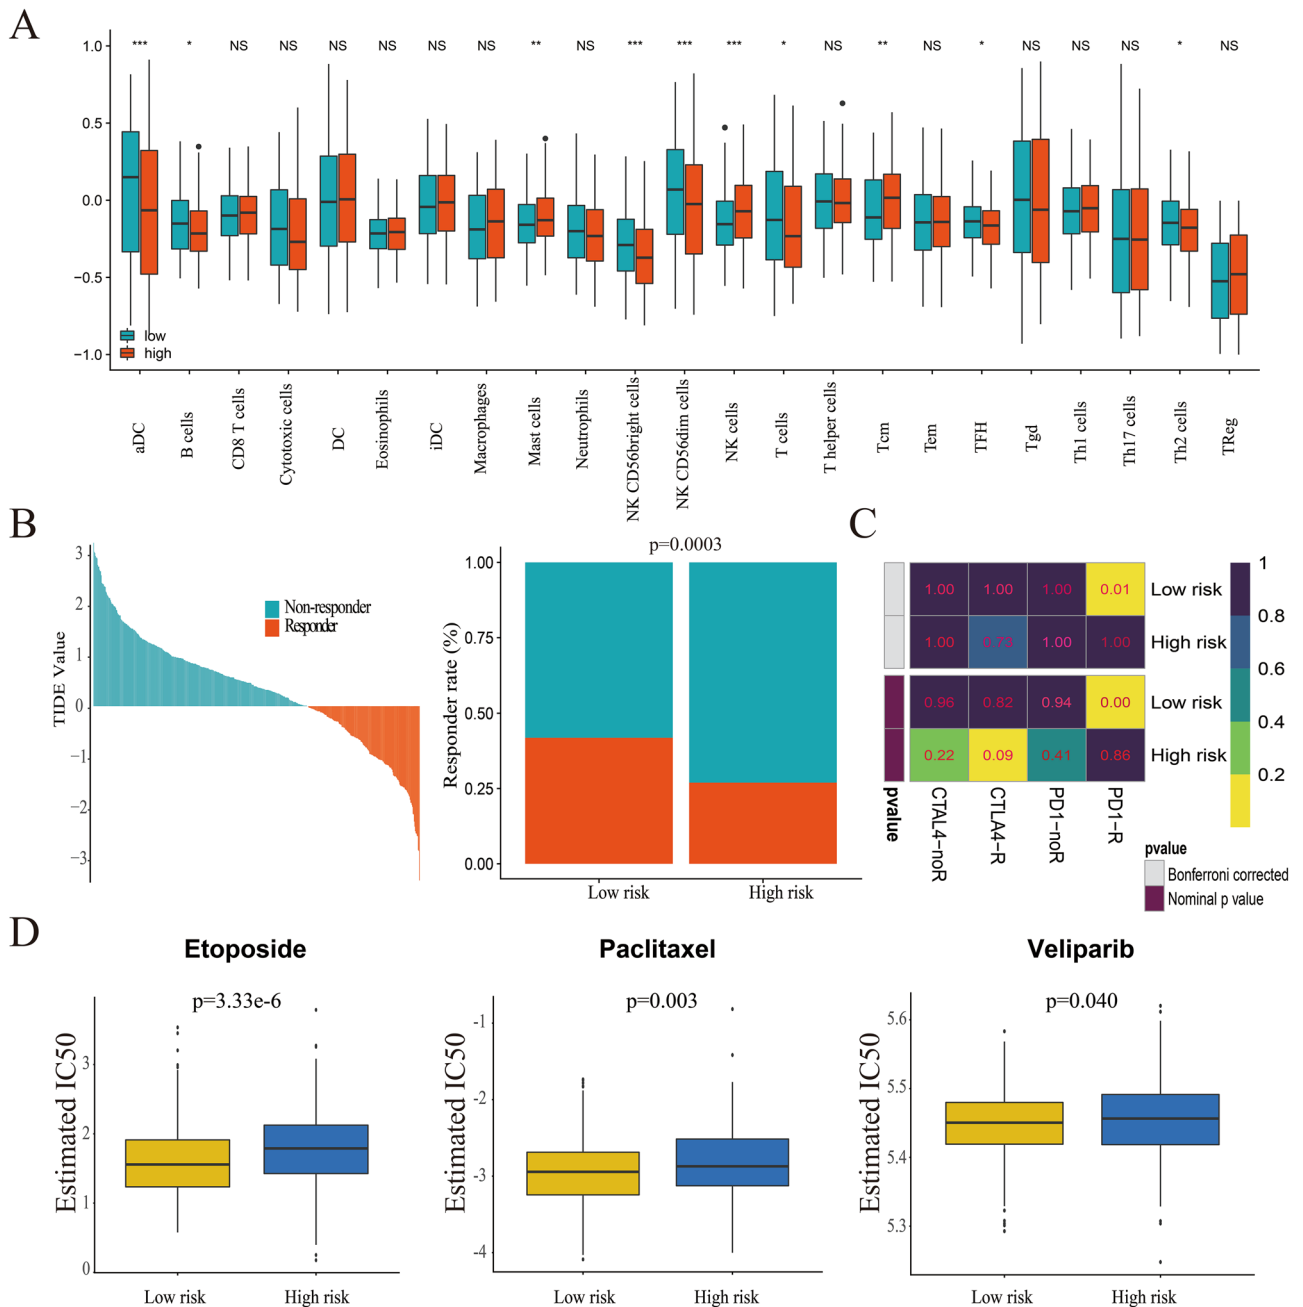 A
*** * NS NS NS NS NS NS ** NS *** *** *** * NS ** NS * NS NS NS * NS
1.0
0.5
0.0
−0.5
−1.0
low
high
aDC
B cells
CD8 T cells
Cytotoxic cells
DC
Eosinophils
iDC
Macrophages
Mast cells
Neutrophils
NK CD56bright cells
NK CD56dim cells
NK cells
T cells
T helper cells
Tcm
Tem
TFH
Tgd
Th1 cells
Th17 cells
Th2 cells
TReg
B
TIDE Value
3
2
1
0
−1
−2
−3
Non-responder
Responder
p=0.0003
Responder rate (%)
1.00
0.75
0.50
0.25
0.00
Low risk
High risk
C
1.00 1.00 1.00 0.01 Low risk
1.00 0.73 1.00 1.00 High risk
0.96 0.82 0.94 0.00 Low risk
0.22 0.09 0.41 0.86 High risk
pvalue
CTAL4−noR
CTLA4−R
PD1−noR
PD1−R
1
0.8
0.6
0.4
0.2
pvalue
Bonferroni corrected
Nominal p value
D
Etoposide
p=3.33e-6
Estimated IC50
3
2
1
0
Low risk
High risk
Paclitaxel
p=0.003
Estimated IC50
-1
-2
-3
-4
Low risk
High risk
Veliparib
p=0.040
Estimated IC50
5.6
5.5
5.4
5.3
Low risk
High risk